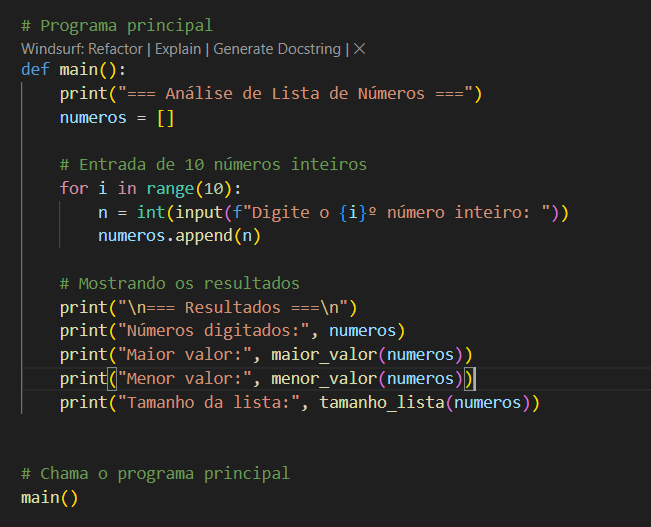 # Programa principal
Windsurf: Refactor | Explain | Generate Docstring | ×
def main():
    print("=== Análise de Lista de Números ===")
    numeros = []
    # Entrada de 10 números inteiros
    for i in range(10):
        n = int(input(f"Digite o {i}º número inteiro: "))
        numeros.append(n)
    # Mostrando os resultados
    print("\n=== Resultados ===\n")
    print("Números digitados:", numeros)
    print("Maior valor:", maior_valor(numeros))
    print("Menor valor:", menor_valor(numeros))
    print("Tamanho da lista:", tamanho_lista(numeros))
# Chama o programa principal
main()